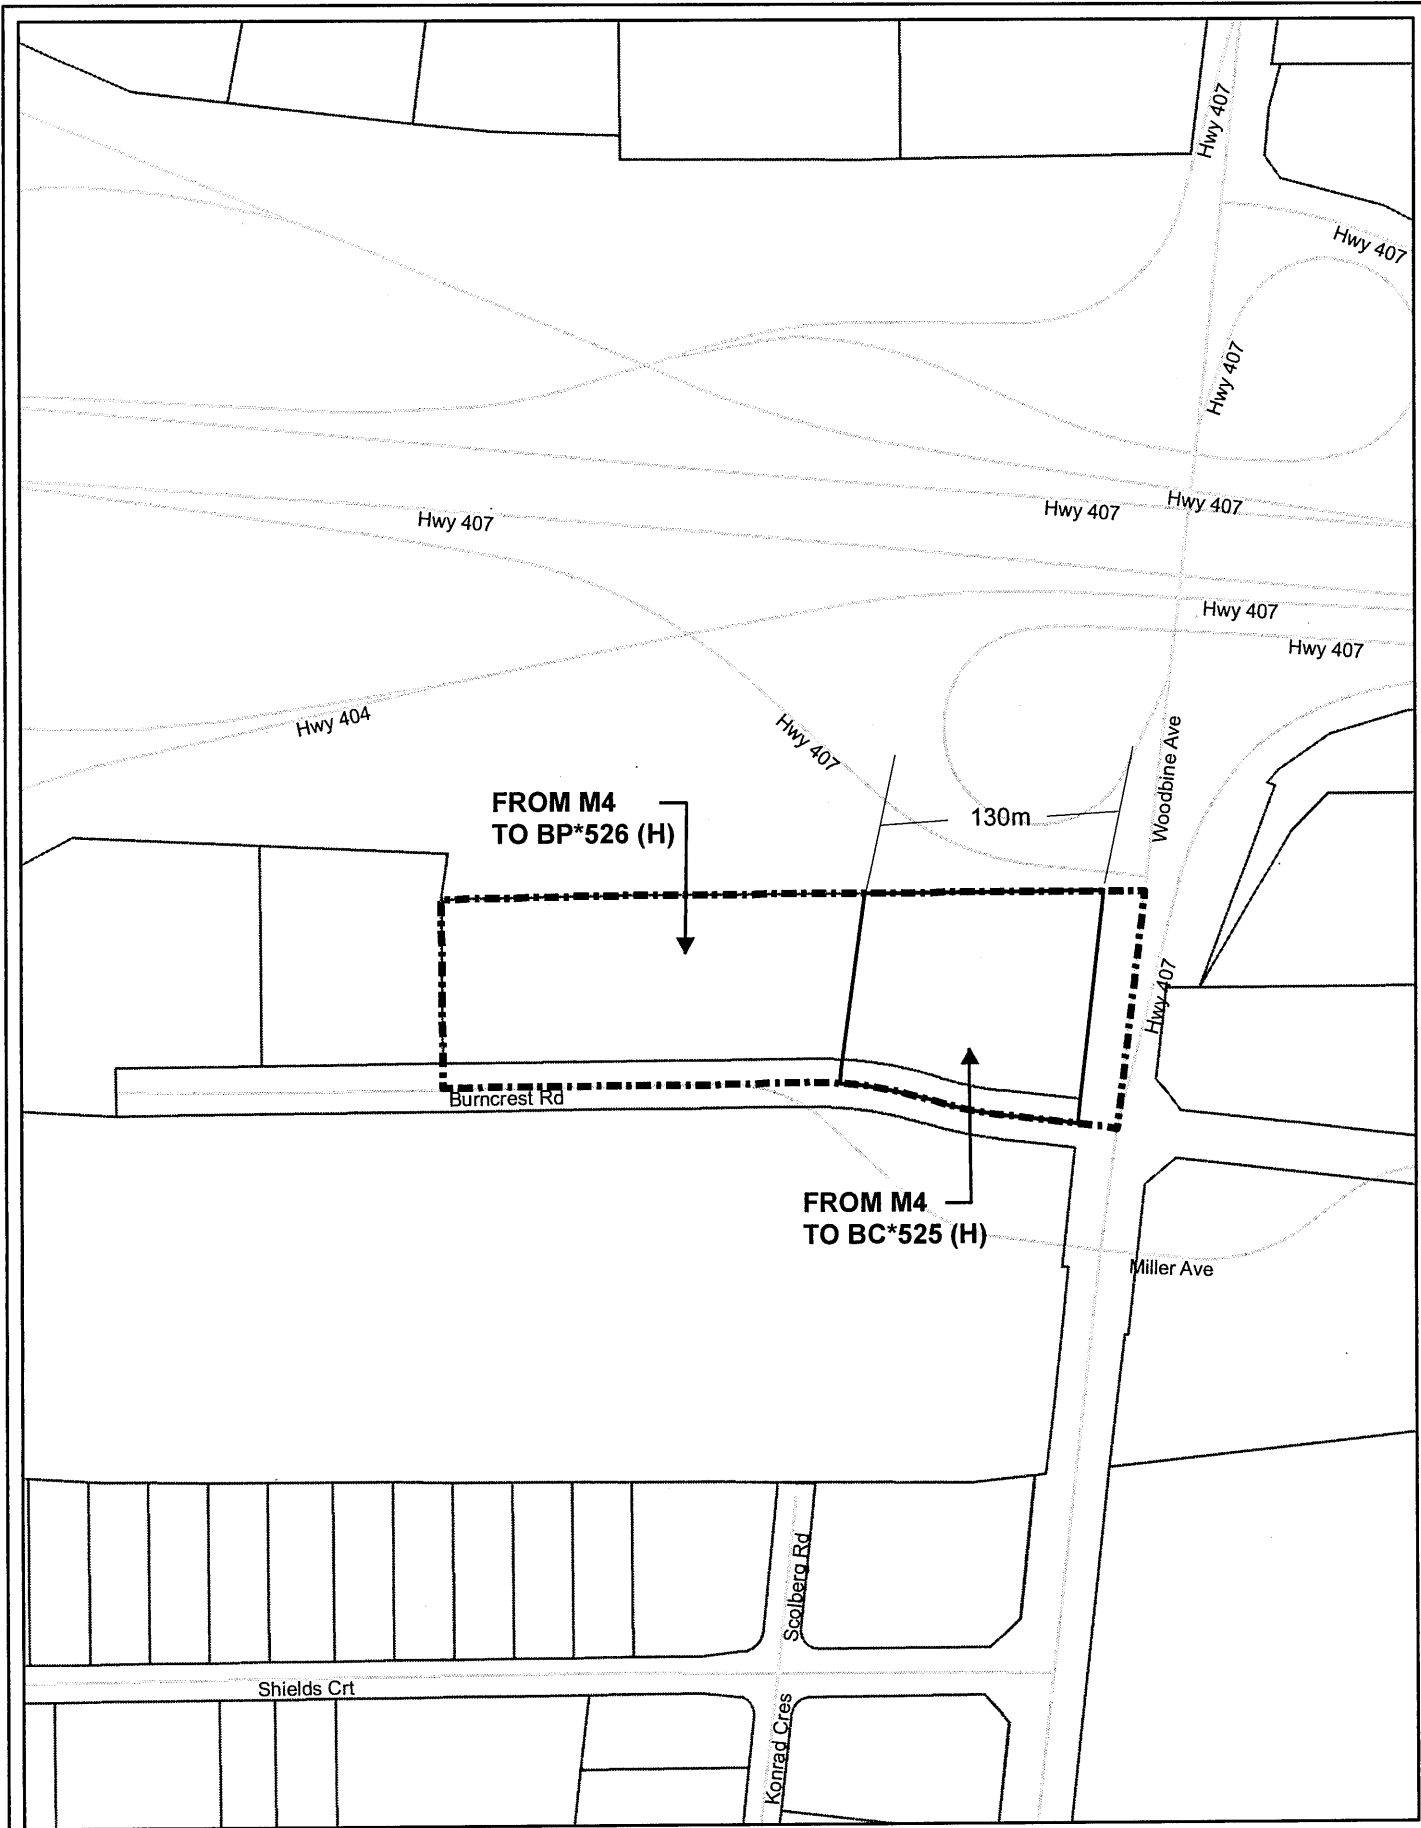 Hwy 407
Hwy 407
Hwy 407
Hwy 407
Hwy 407
Hwy 407
Hwy 407
Hwy 407
Hwy 404
Hwy 407
Woodbine Ave
FROM M4
TO BP*526 (H)
130m
Hwy 407
Burncrest Rd
FROM M4
TO BC*525 (H)
Miller Ave
Scolberg Rd
Shields Crt
Konrad Cres